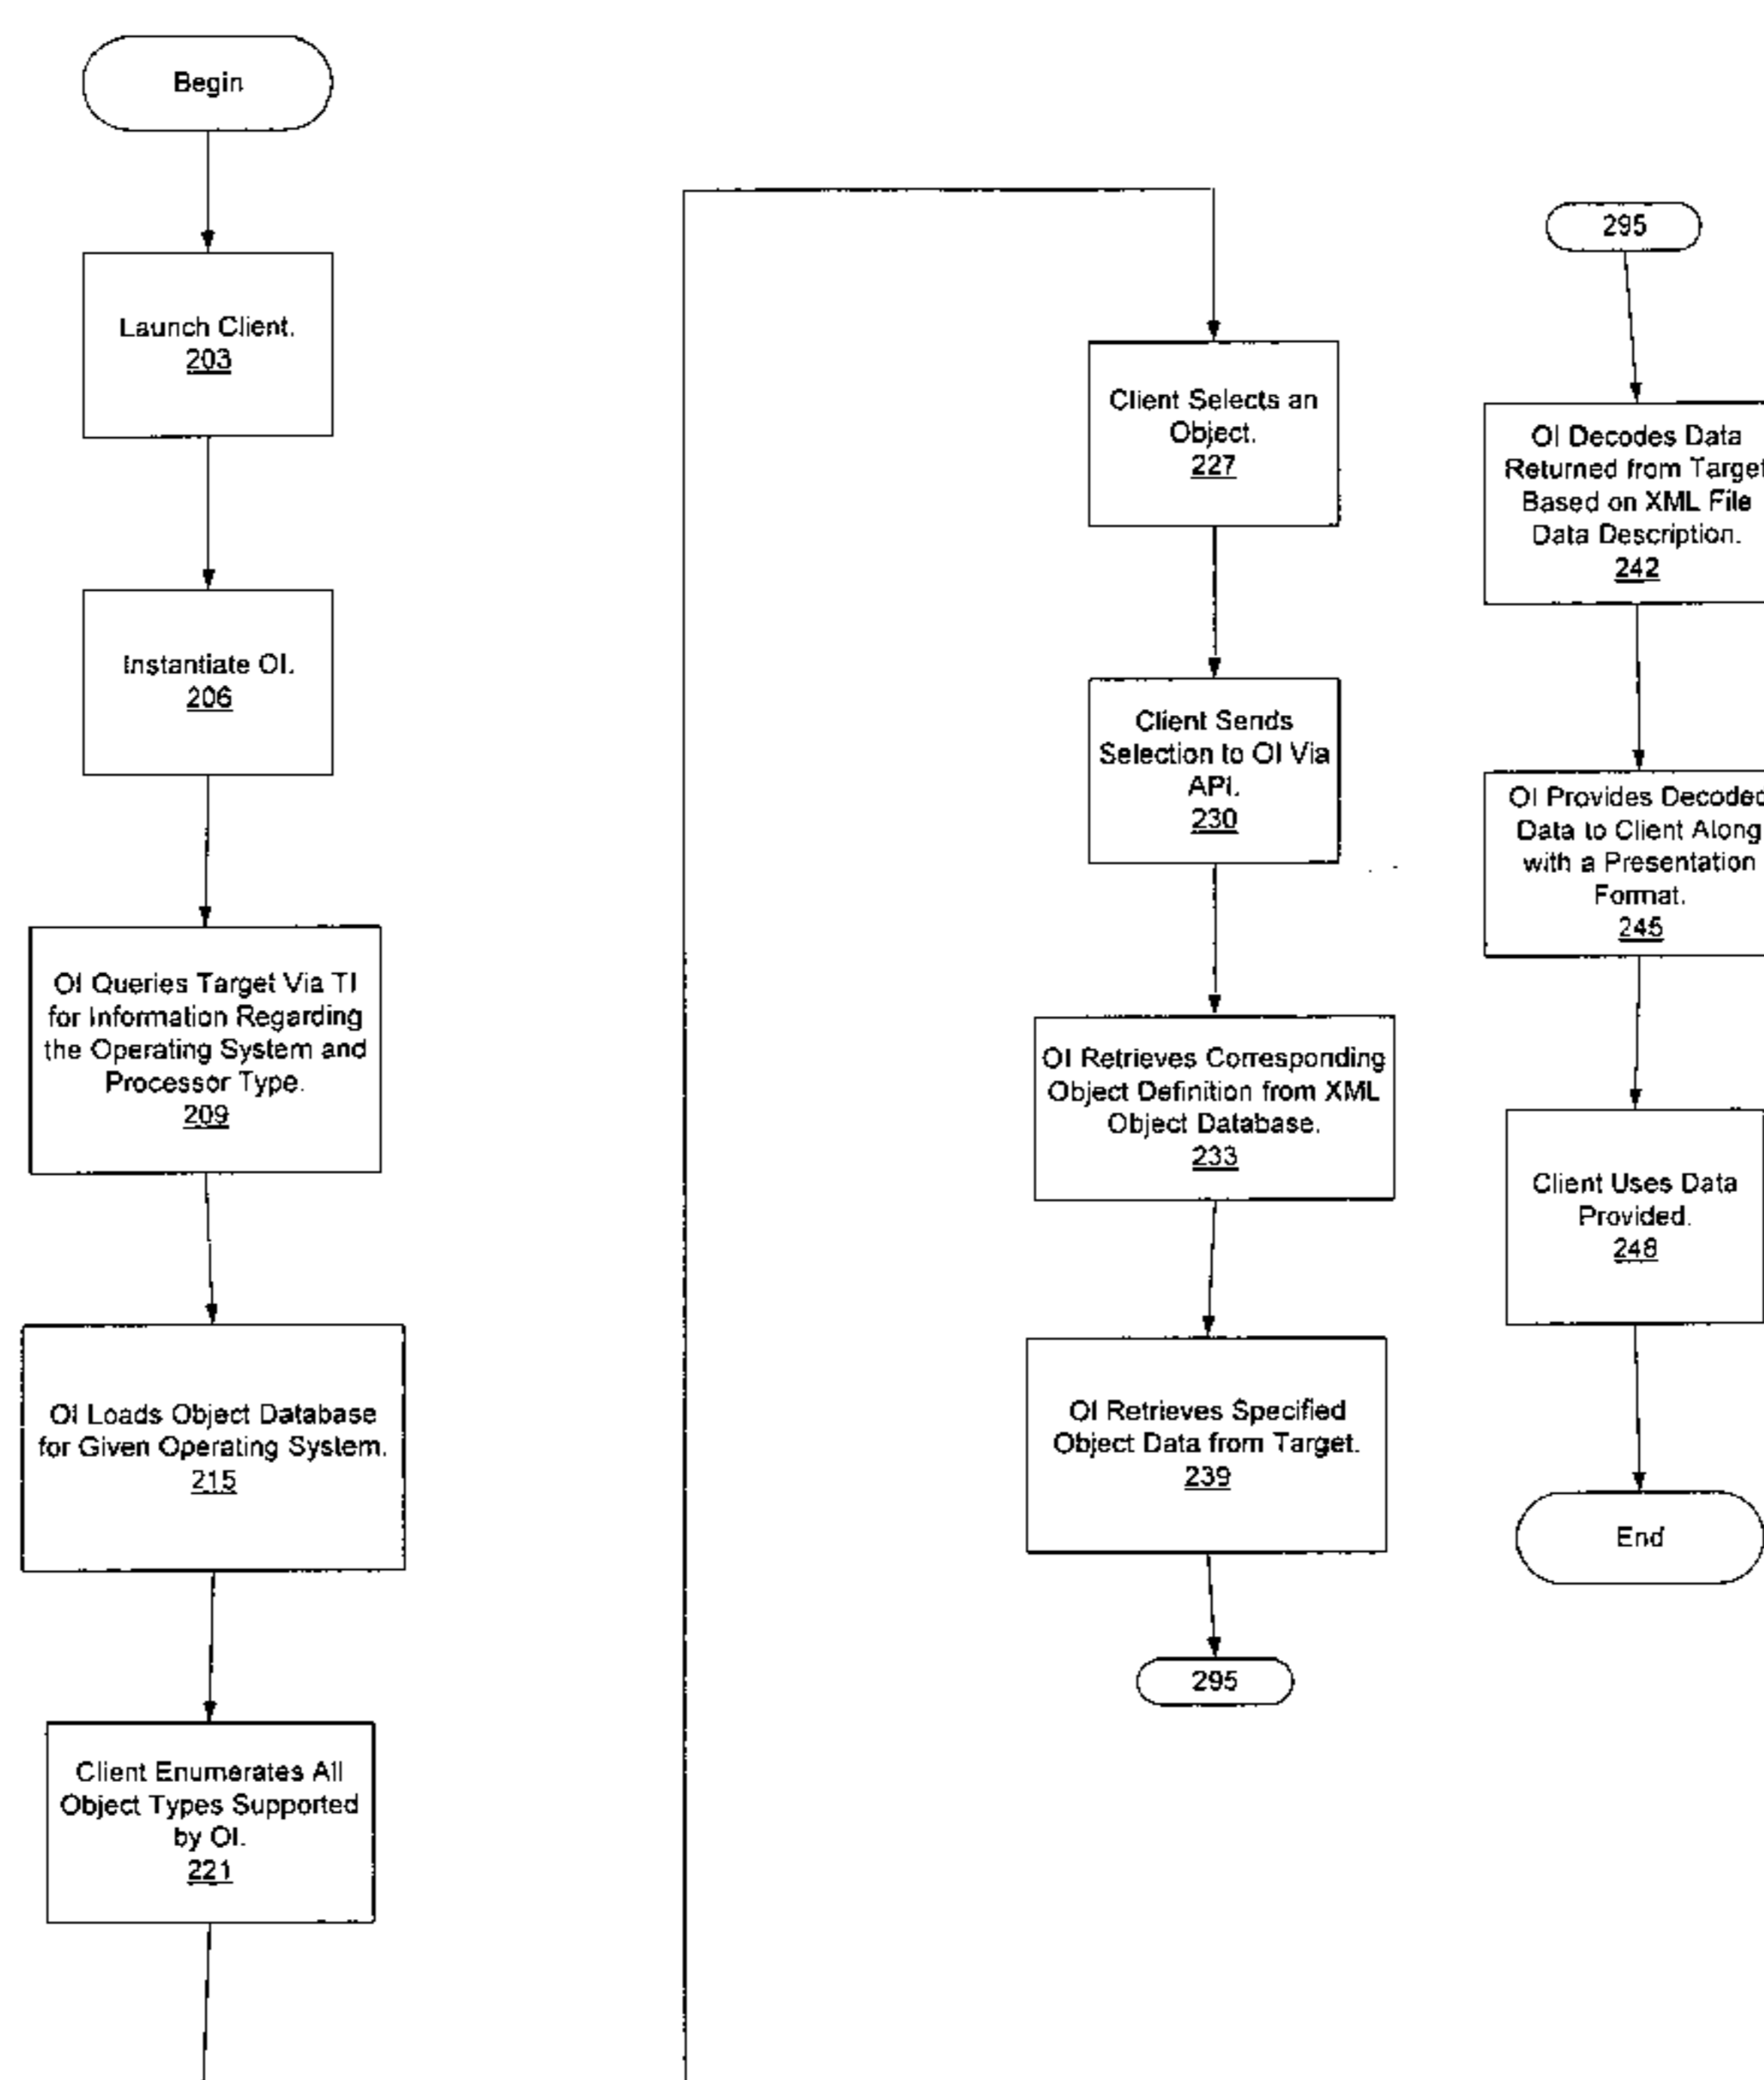 Begin
Launch Client.
203
Instantiate OI.
206
OI Queries Target Via TI
for Information Regarding
the Operating System and
Processor Type.
209
OI Loads Object Database
for Given Operating System.
215
Client Enumerates All
Object Types Supported
by OI.
221
Client Selects an
Object.
227
Client Sends
Selection to OI Via
API.
230
OI Retrieves Corresponding
Object Definition from XML
Object Database.
233
OI Retrieves Specified
Object Data from Target.
239
295
295
OI Decodes Data
Returned from Target
Based on XML File
Data Description.
242
OI Provides Decoded
Data to Client Along
with a Presentation
Format.
245
Client Uses Data
Provided.
248
End